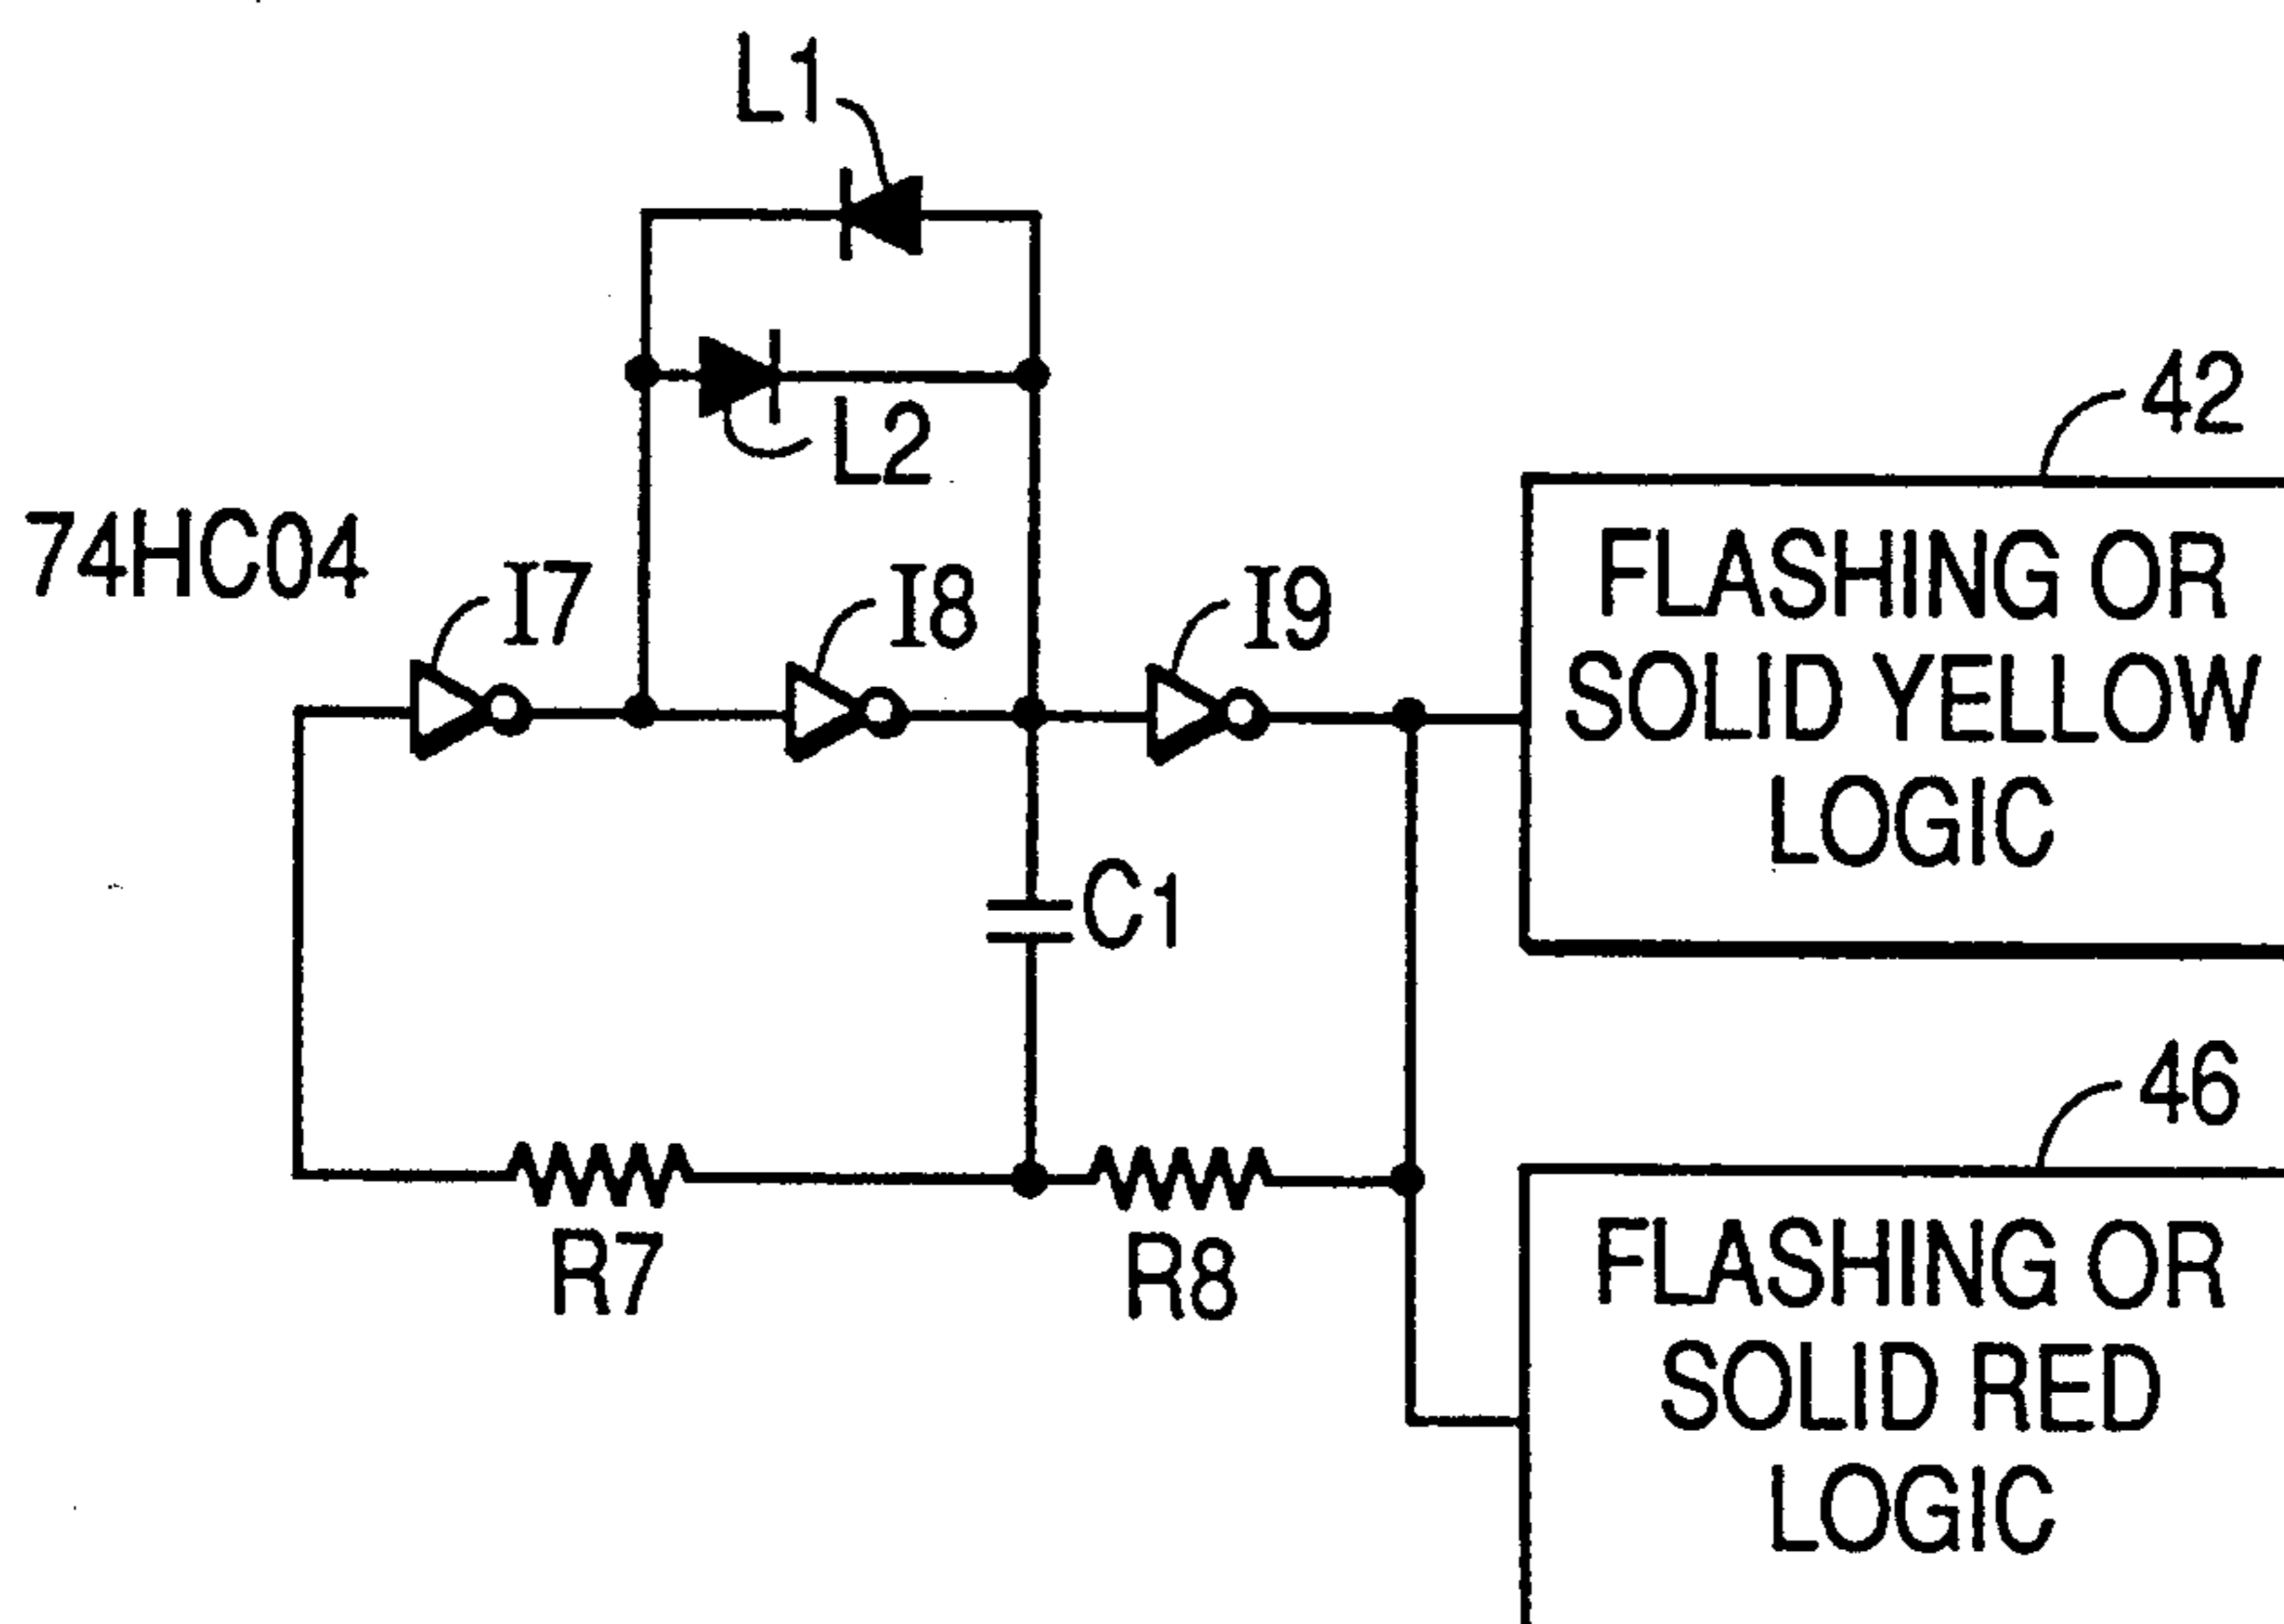 L1
L2
42
74HC04
I7
I8
I9
FLASHING OR
SOLID YELLOW
LOGIC
C1
46
R7
R8
FLASHING OR
SOLID RED
LOGIC